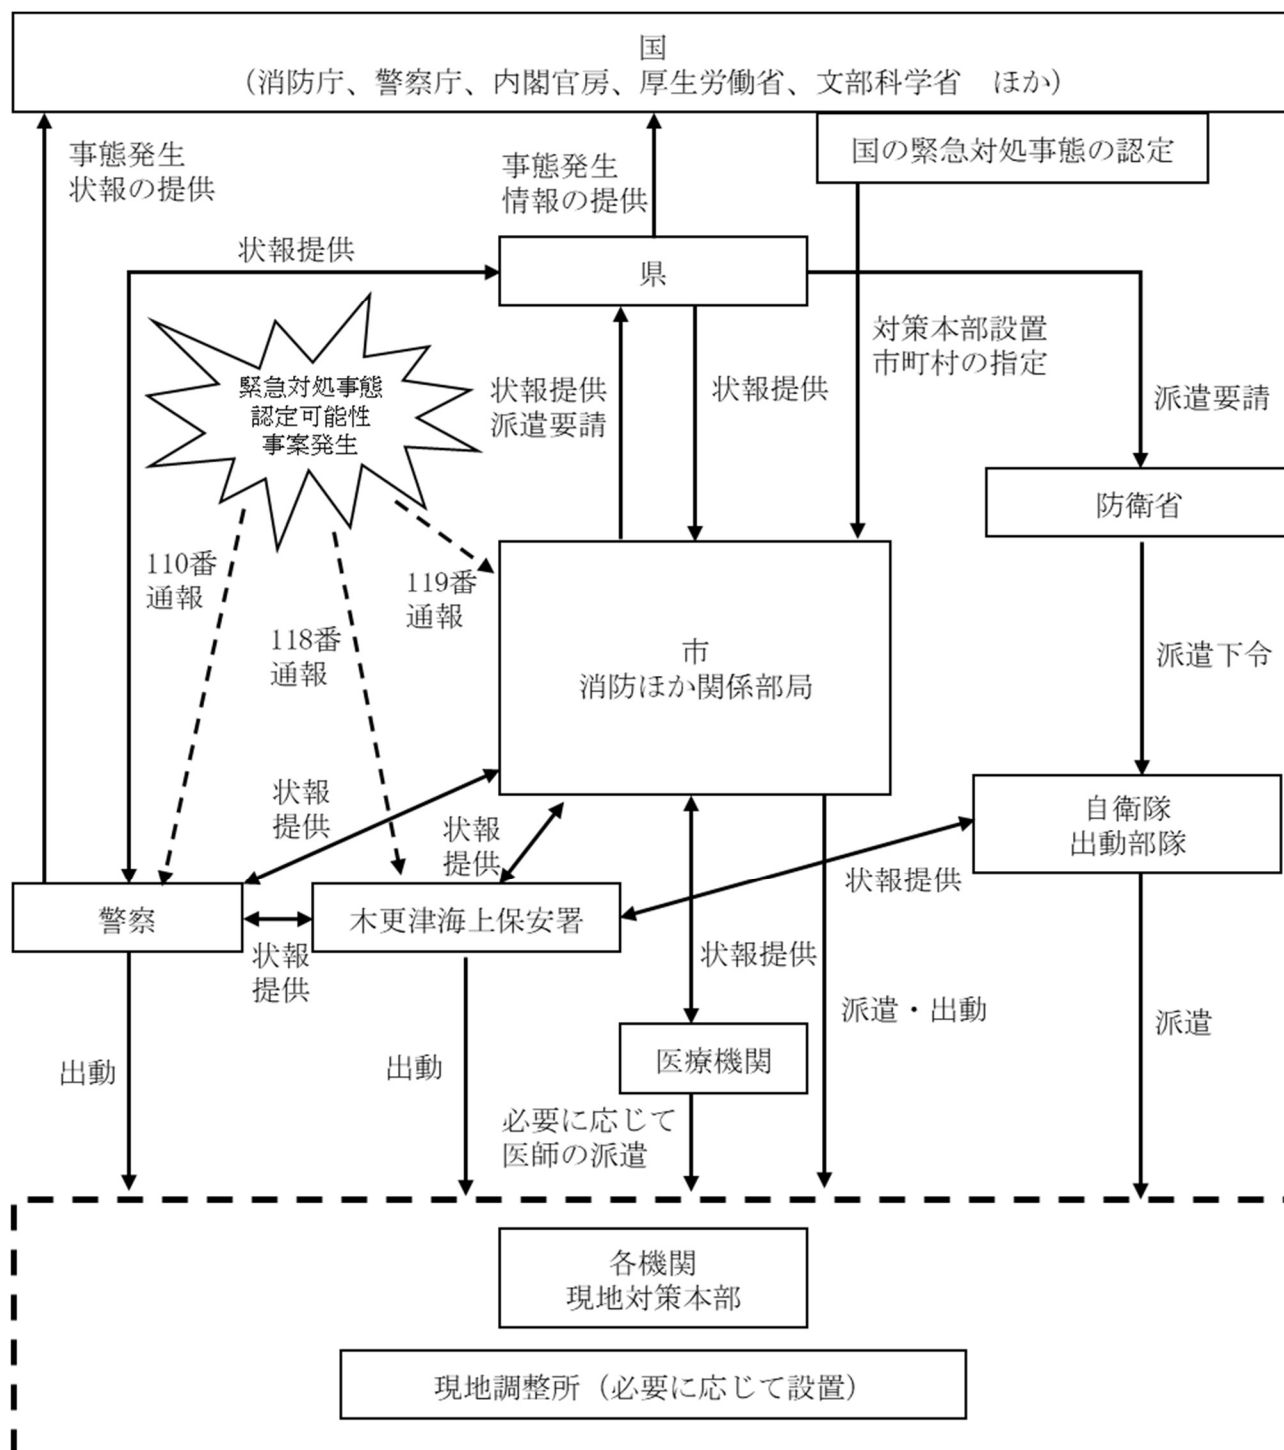 国
（消防庁、警察庁、内閣官房、厚生労働省、文部科学省　ほか）
国の緊急対処事態の認定
事態発生
状報の提供
事態発生
情報の提供
状報提供
県
対策本部設置
市町村の指定
緊急対処事態
認定可能性
事案発生
状報提供
派遣要請
状報提供
派遣要請
防衛省
110番
通報
119番
通報
118番
通報
市
消防ほか関係部局
派遣下令
状報
提供
状報
提供
自衛隊
出動部隊
状報提供
警察
木更津海上保安署
状報
提供
状報提供
派遣・出動
派遣
医療機関
出動
出動
必要に応じて
医師の派遣
各機関
現地対策本部
現地調整所（必要に応じて設置）